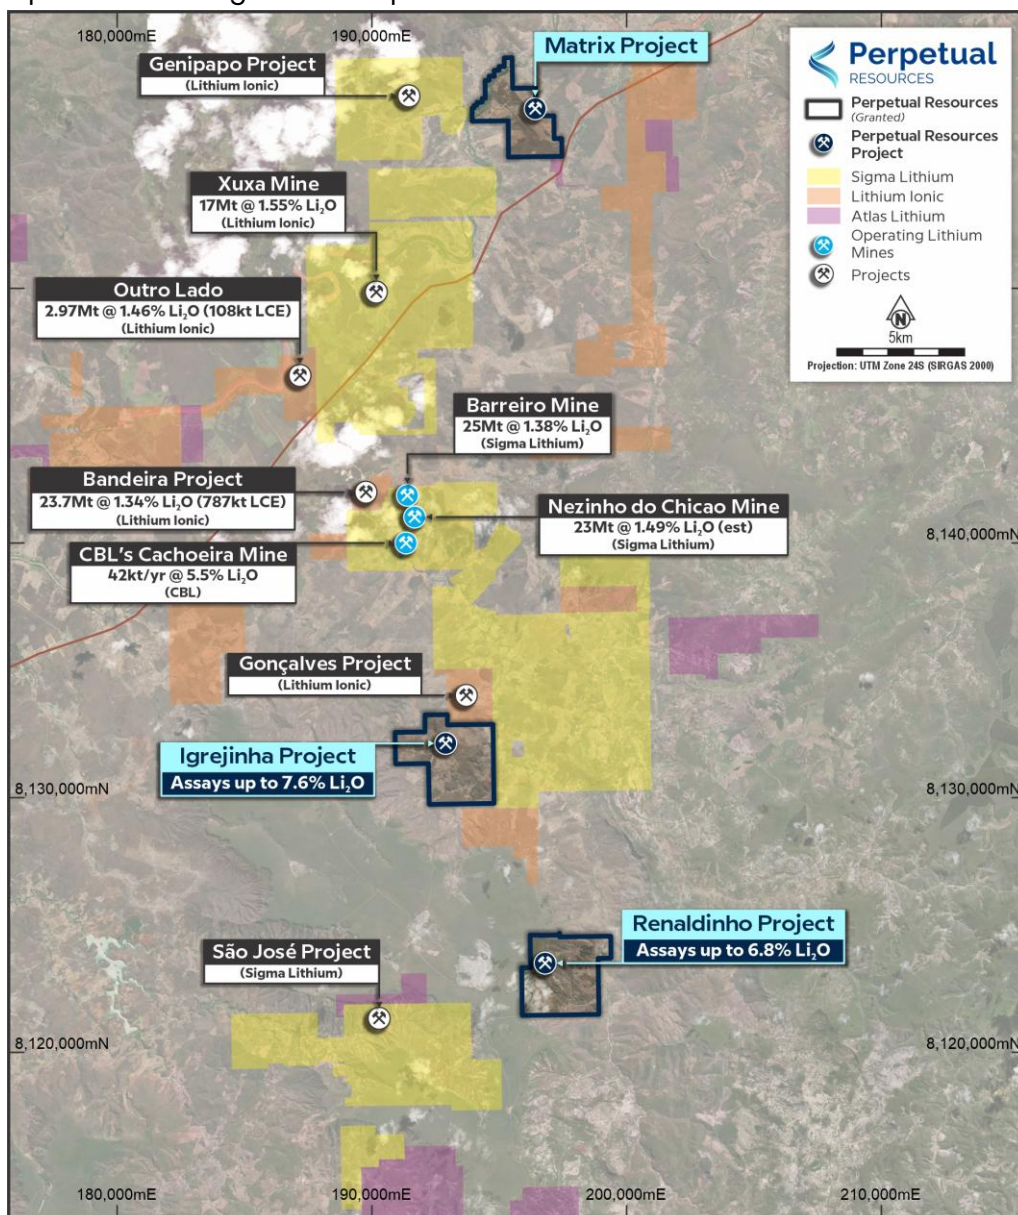 180,000mE
190,000mE
Genipapo Project
(Lithium Ionic)
Matrix Project
Perpetual
RESOURCES
Perpetual Resources
(Granted)
Perpetual Resources
Project
Sigma Lithium
Lithium Ionic
Atlas Lithium
Operating Lithium
Mines
Projects
N
5km
Projection: UTM Zone 24S (SIRGAS 2000)
Xuxa Mine
17Mt @ 1.55% Li₂O
(Lithium Ionic)
Outro Lado
2.97Mt @ 1.46% Li₂O (108kt LCE)
(Lithium Ionic)
Barreiro Mine
25Mt @ 1.38% Li₂O
(Sigma Lithium)
Bandeira Project
23.7Mt @ 1.34% Li₂O (787kt LCE)
(Lithium Ionic)
Nezinho do Chicao Mine
23Mt @ 1.49% Li₂O (est)
(Sigma Lithium)
8,140,000mN
CBL's Cachoeira Mine
42kt/yr @ 5.5% Li₂O
(CBL)
Gonçalves Project
(Lithium Ionic)
Igrejinha Project
Assays up to 7.6% Li₂O
8,130,000mN
8,130,000mN
Renaldinho Project
Assays up to 6.8% Li₂O
São José Project
(Sigma Lithium)
8,120,000mN
8,120,000mN
180,000mE
190,000mE
200,000mE
210,000mE